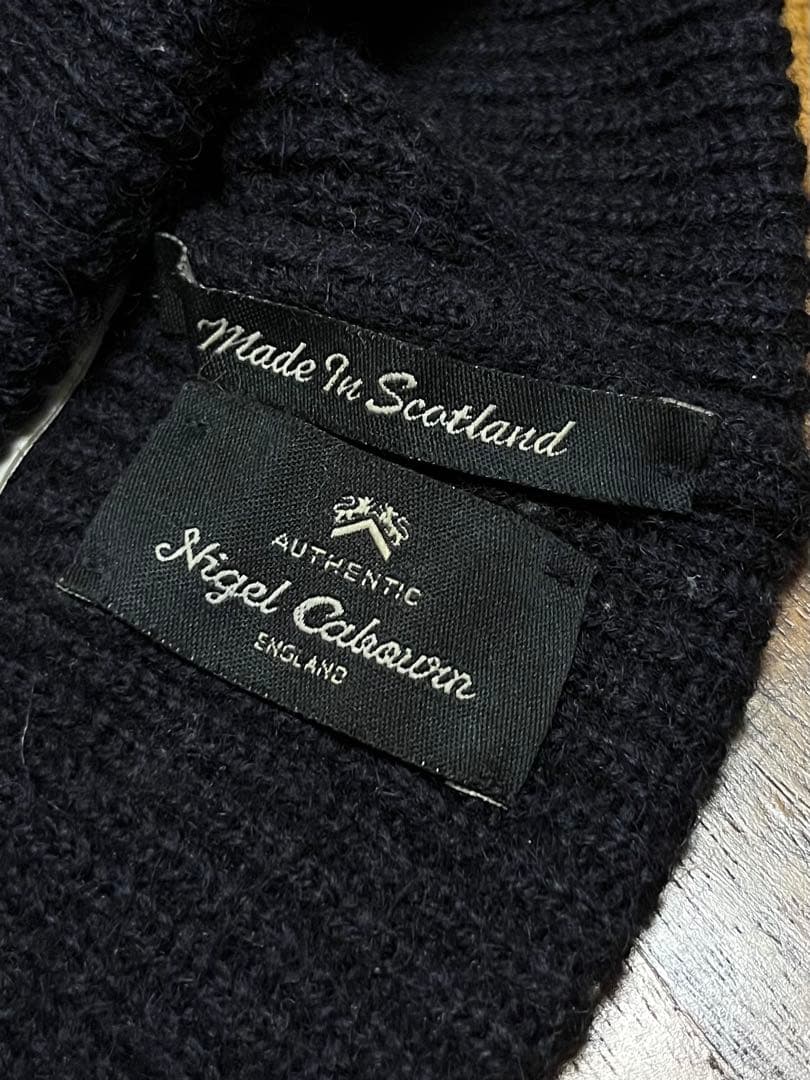 Made In Scotland
AUTHENTIC
Nigel Cabourn
ENGLAND